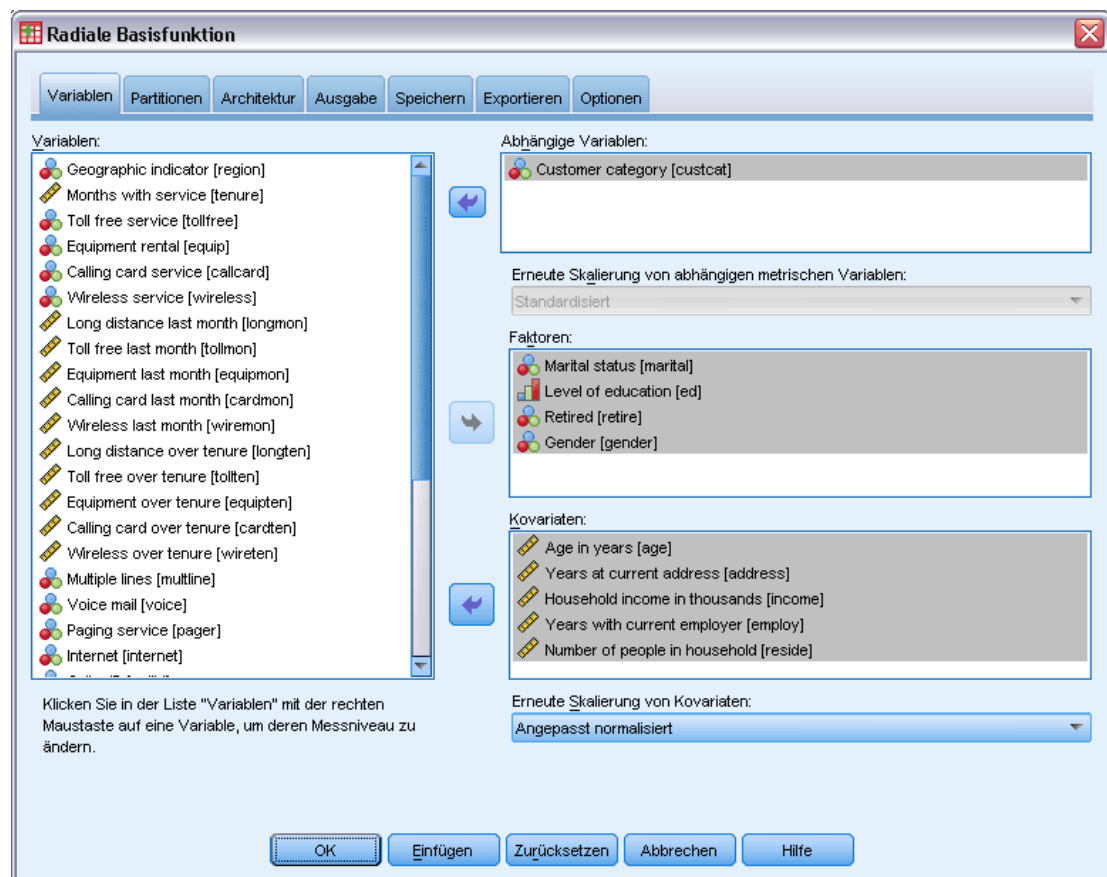 Radiale Basisfunktion
Variablen Partitionen Architektur Ausgabe Speichern Exportieren Optionen
Variablen:
Geographic indicator [region]
Months with service [tenure]
Toll free service [tollfree]
Equipment rental [equip]
Calling card service [callcard]
Wireless service [wireless]
Long distance last month [longmon]
Toll free last month [tollmon]
Equipment last month [equipmon]
Calling card last month [cardmon]
Wireless last month [wiremon]
Long distance over tenure [longten]
Toll free over tenure [tollten]
Equipment over tenure [equipten]
Calling card over tenure [cardten]
Wireless over tenure [wireten]
Multiple lines [multline]
Voice mail [voice]
Paging service [pager]
Internet [internet]
Klicken Sie in der Liste "Variablen" mit der rechten
Maustaste auf eine Variable, um deren Messniveau zu
ändern.
Abhängige Variablen:
Customer category [custcat]
Erneute Skalierung von abhängigen metrischen Variablen:
Standardisiert
Faktoren:
Marital status [marital]
Level of education [ed]
Retired [retire]
Gender [gender]
Kovariaten:
Age in years [age]
Years at current address [address]
Household income in thousands [income]
Years with current employer [employ]
Number of people in household [reside]
Erneute Skalierung von Kovariaten:
Angepasst normalisiert
OK Einfügen Zurücksetzen Abbrechen Hilfe